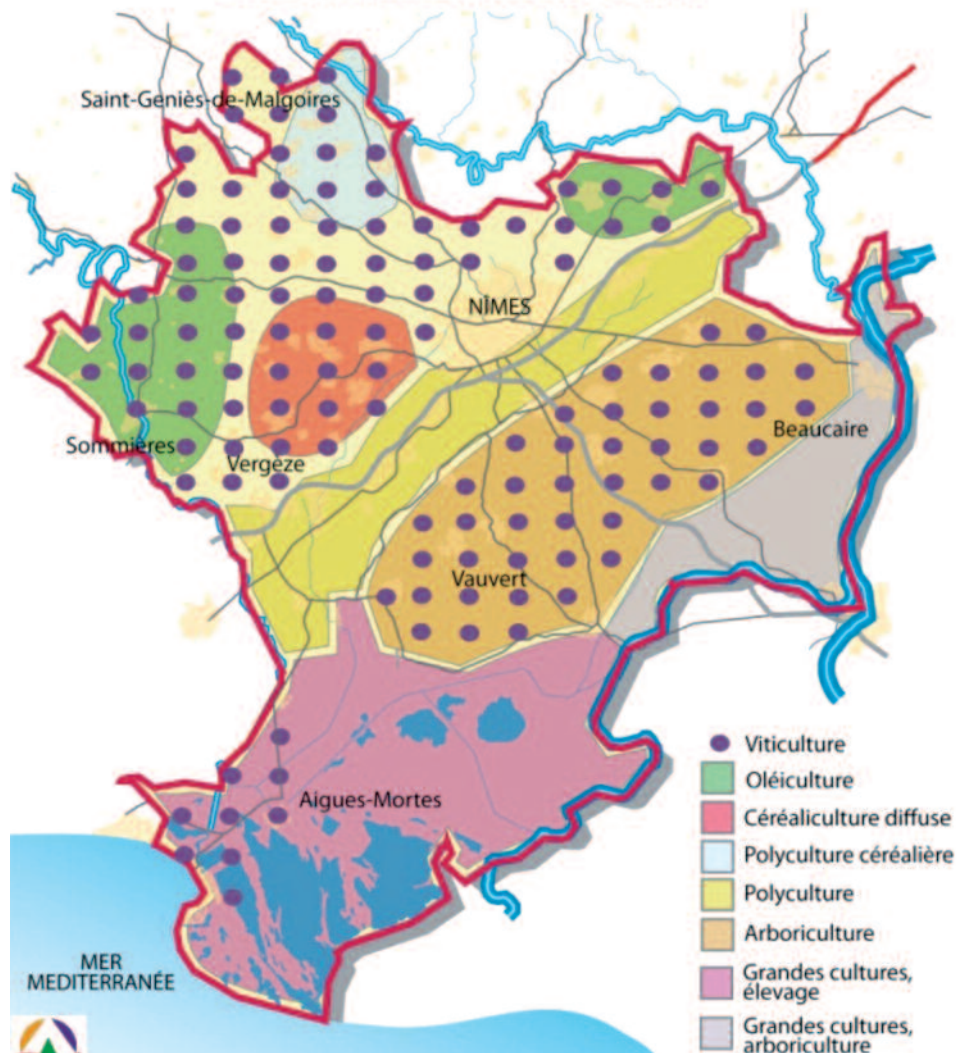 Saint-Geniès-de-Malgoires
NÎMES
Beaucaire
Sommières
Vergèze
Vauvert
Aigues-Mortes
MER
MEDITERRANÉE
Viticulture
Oléiculture
Céréaliculture diffuse
Polyculture céréalière
Polyculture
Arboriculture
Grandes cultures,
élevage
Grandes cultures,
arboriculture